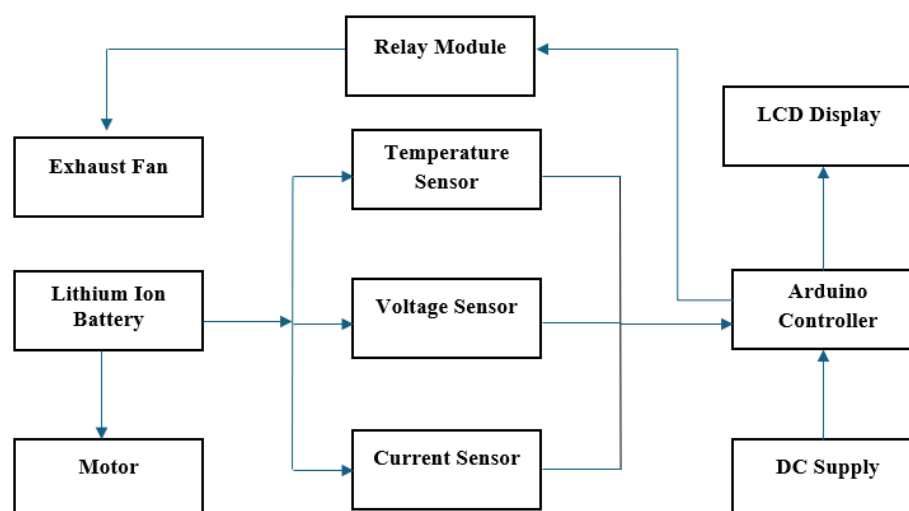 Relay Module
LCD Display
Exhaust Fan
Temperature
Sensor
Lithium Ion
Battery
Voltage Sensor
Arduino
Controller
Motor
Current Sensor
DC Supply